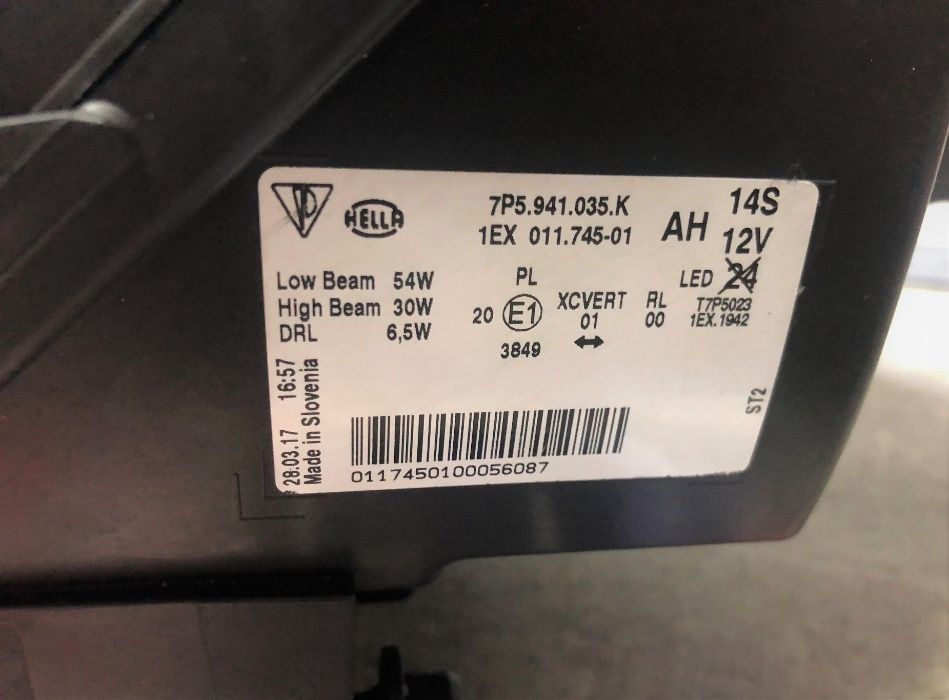 HELLA
7P5.941.035.K
1EX 011.745-01
AH
14S
12V
Low Beam 54W
High Beam 30W
DRL 6,5W
PL
20 E1
3849
XCVERT
01
RL
00
LED 24
T7P5023
1EX.1942
28.03.17 16:57
Made in Slovenia
ST2
0117450100056087